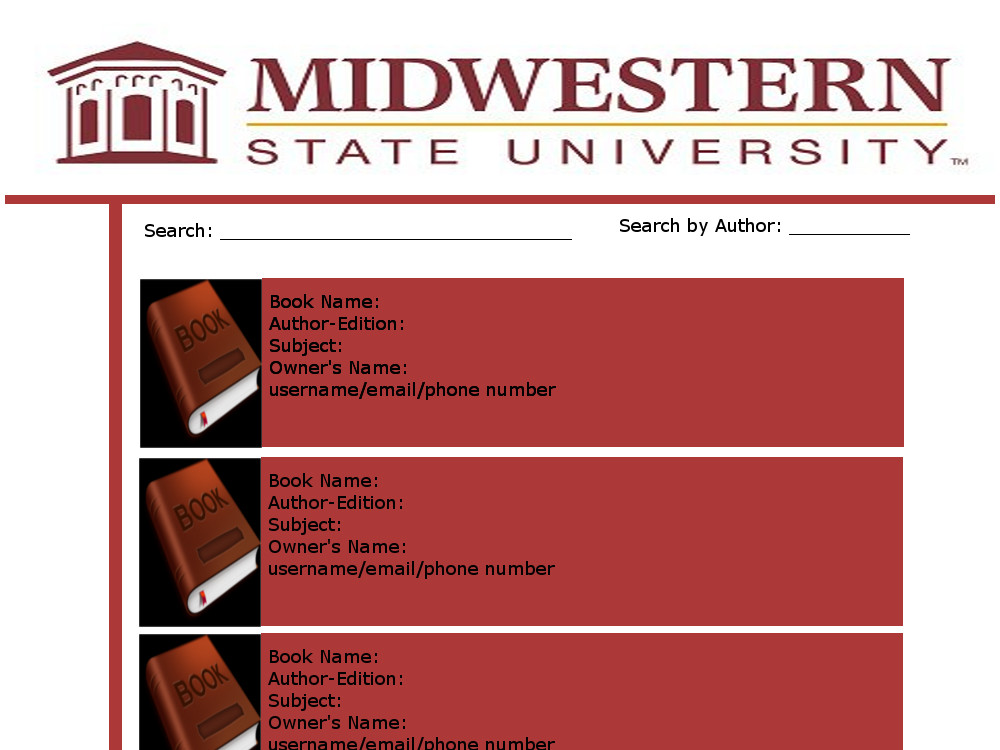 MIDWESTERN
STATE UNIVERSITY™
Search: ____________________ Search by Author: ____________
BOOK
Book Name:
Author-Edition:
Subject:
Owner's Name:
username/email/phone number
BOOK
Book Name:
Author-Edition:
Subject:
Owner's Name:
username/email/phone number
BOOK
Book Name:
Author-Edition:
Subject:
Owner's Name:
username/email/phone number